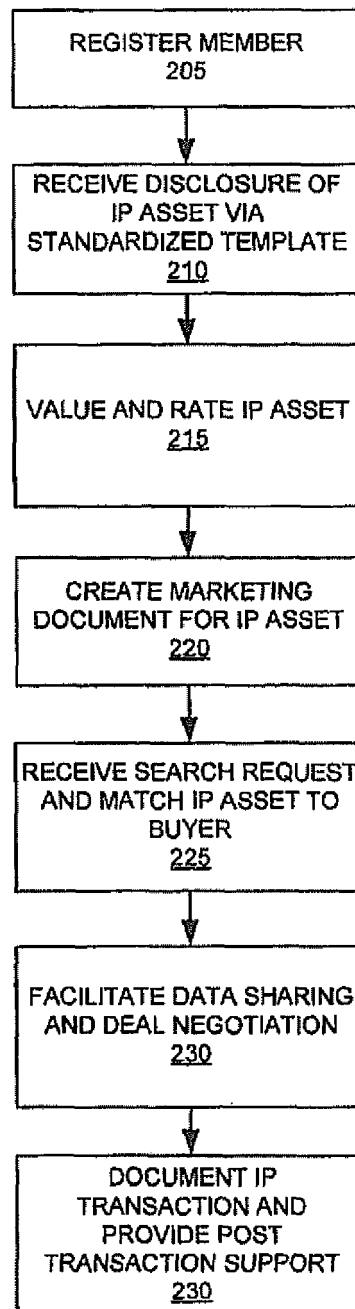 REGISTER MEMBER
205
RECEIVE DISCLOSURE OF
IP ASSET VIA
STANDARDIZED TEMPLATE
210
VALUE AND RATE IP ASSET
215
CREATE MARKETING
DOCUMENT FOR IP ASSET
220
RECEIVE SEARCH REQUEST
AND MATCH IP ASSET TO
BUYER
225
FACILITATE DATA SHARING
AND DEAL NEGOTIATION
230
DOCUMENT IP
TRANSACTION AND
PROVIDE POST
TRANSACTION SUPPORT
230